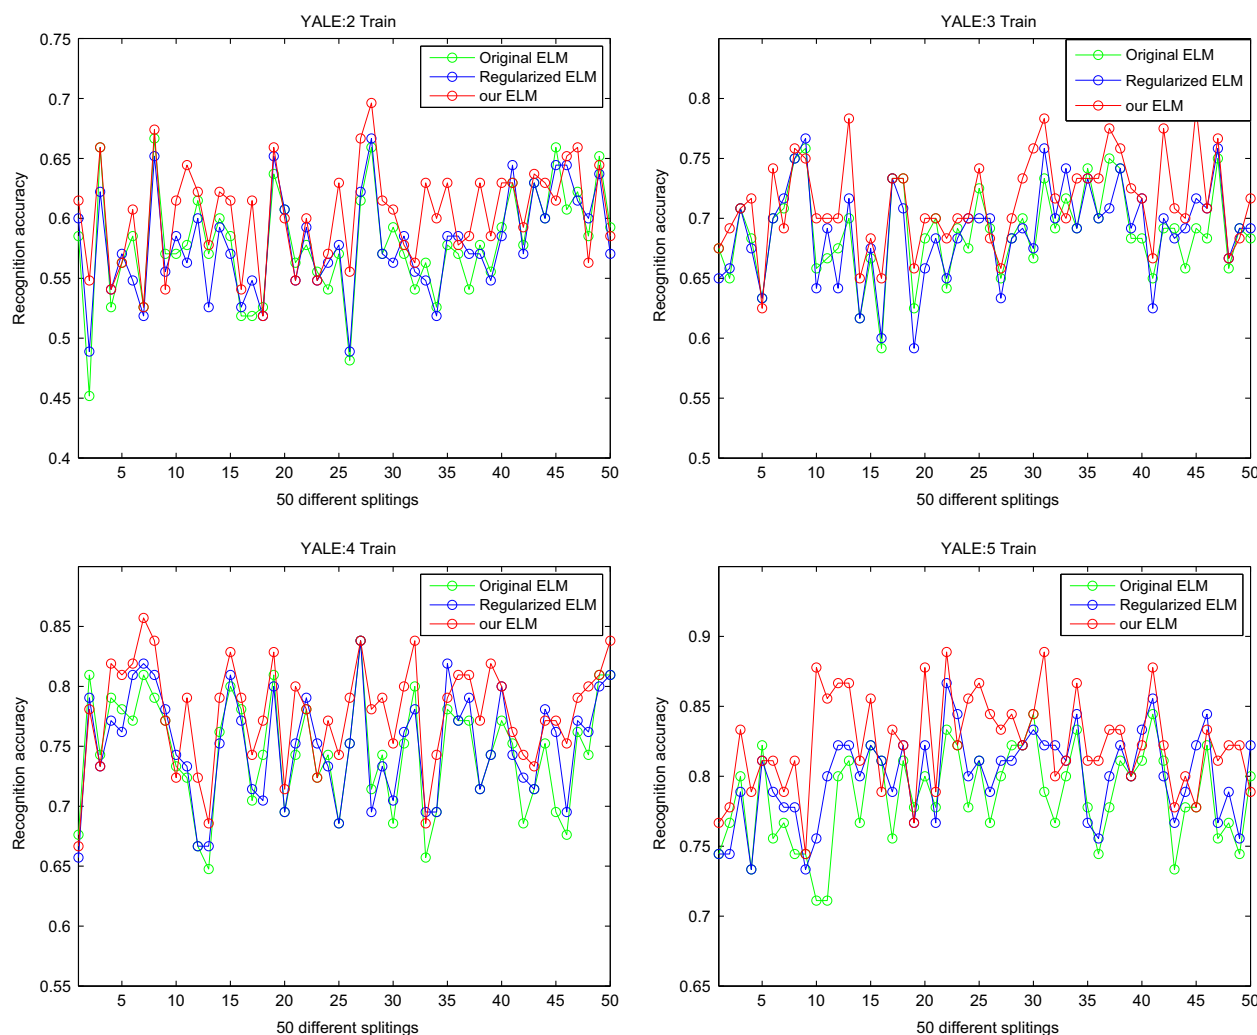 YALE:2 Train
0.75
0.7
0.65
0.6
0.55
0.5
0.45
0.4
Recognition accuracy
Original ELM
Regularized ELM
our ELM
5 10 15 20 25 30 35 40 45 50
50 different splitings
YALE:3 Train
0.8
0.75
0.7
0.65
0.6
0.55
0.5
Recognition accuracy
Original ELM
Regularized ELM
our ELM
5 10 15 20 25 30 35 40 45 50
50 different splitings
YALE:4 Train
0.85
0.8
0.75
0.7
0.65
0.6
0.55
Recognition accuracy
Original ELM
Regularized ELM
our ELM
5 10 15 20 25 30 35 40 45 50
50 different splitings
YALE:5 Train
0.9
0.85
0.8
0.75
0.7
0.65
Recognition accuracy
Original ELM
Regularized ELM
our ELM
5 10 15 20 25 30 35 40 45 50
50 different splitings